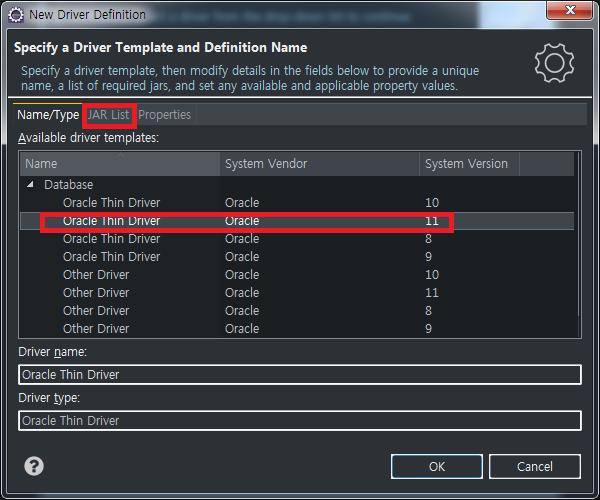 New Driver Definition
Specify a Driver Template and Definition Name
Specify a driver template, then modify details in the fields below to provide a unique
name, a list of required jars, and set any available and applicable property values.
Name/Type JAR List Properties
Available driver templates:
Name System Vendor System Version
Database
Oracle Thin Driver Oracle 10
Oracle Thin Driver Oracle 11
Oracle Thin Driver Oracle 8
Oracle Thin Driver Oracle 9
Other Driver Oracle 10
Other Driver Oracle 11
Other Driver Oracle 8
Other Driver Oracle 9
Driver name:
Oracle Thin Driver
Driver type:
Oracle Thin Driver
? OK Cancel